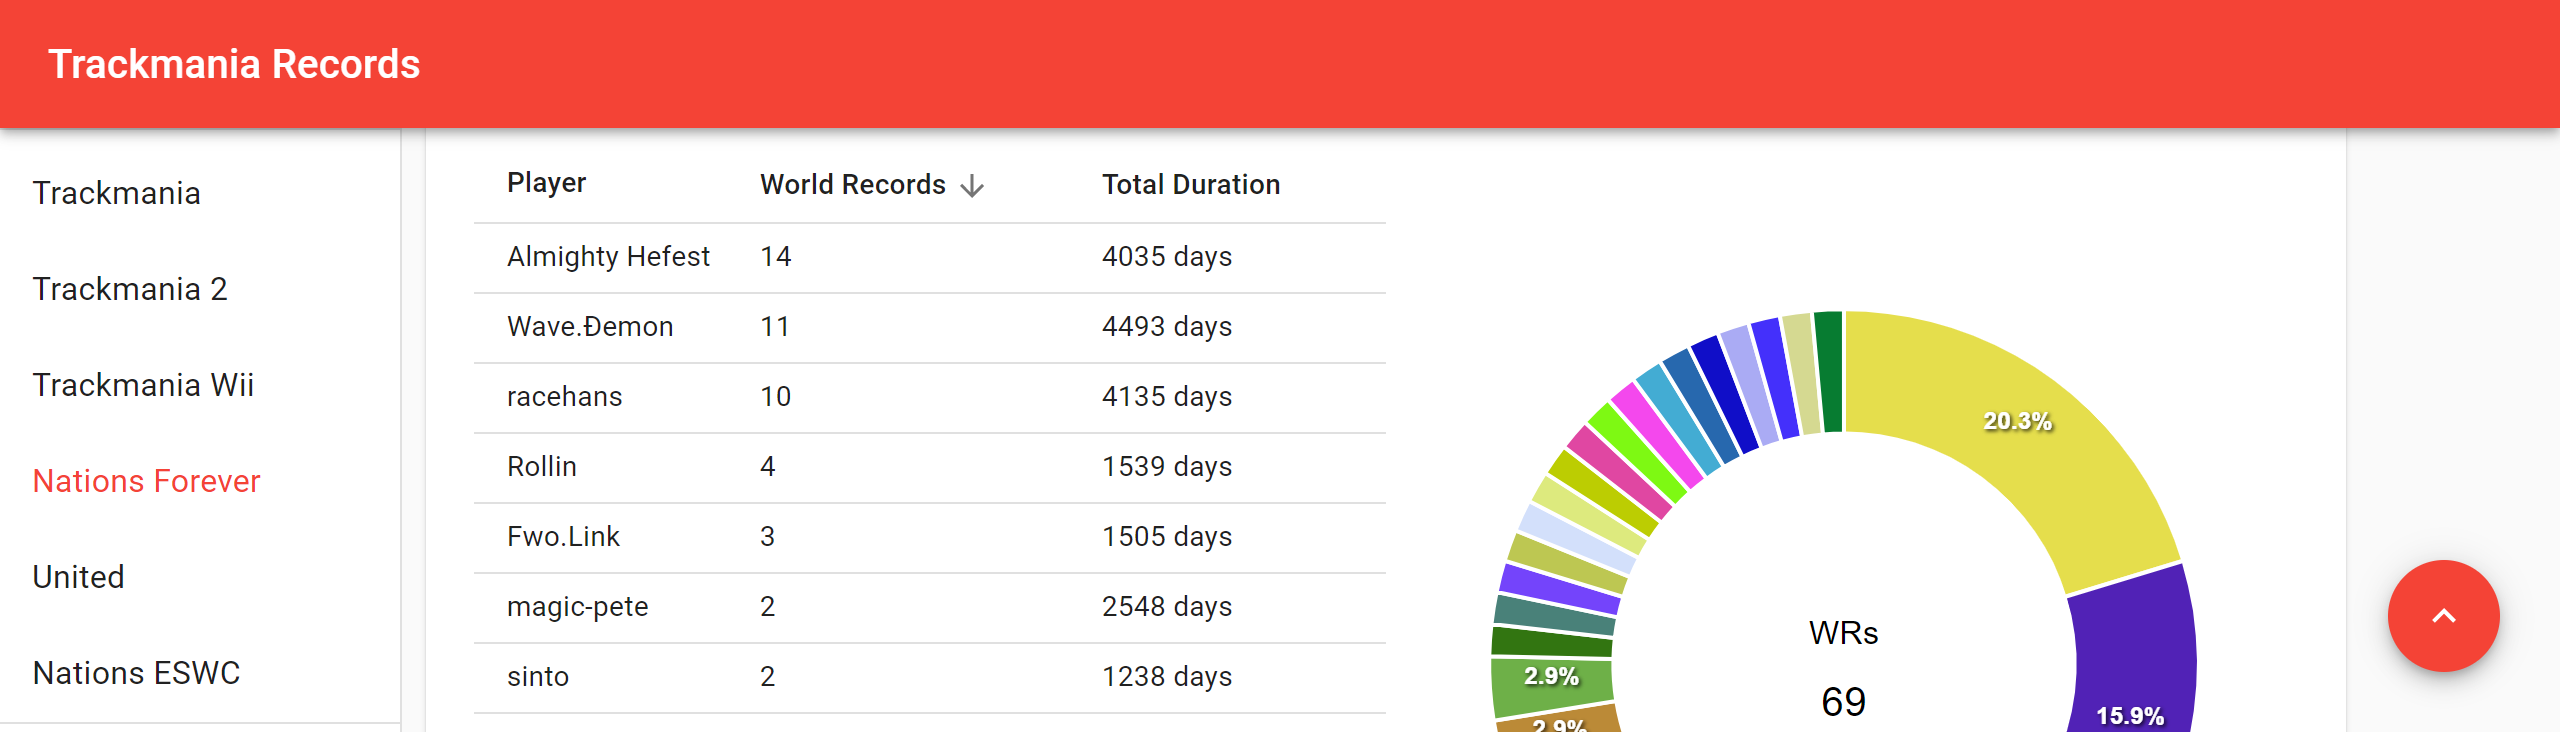 Trackmania Records
Trackmania
Trackmania 2
Trackmania Wii
Nations Forever
United
Nations ESWC
Player World Records Total Duration
Almighty Hefest 14 4035 days
Wave.Đemon 11 4493 days
racehans 10 4135 days
Rollin 4 1539 days
Fwo.Link 3 1505 days
magic-pete 2 2548 days
sinto 2 1238 days
20.3%
WRs
69
2.9%
2.9%
15.9%